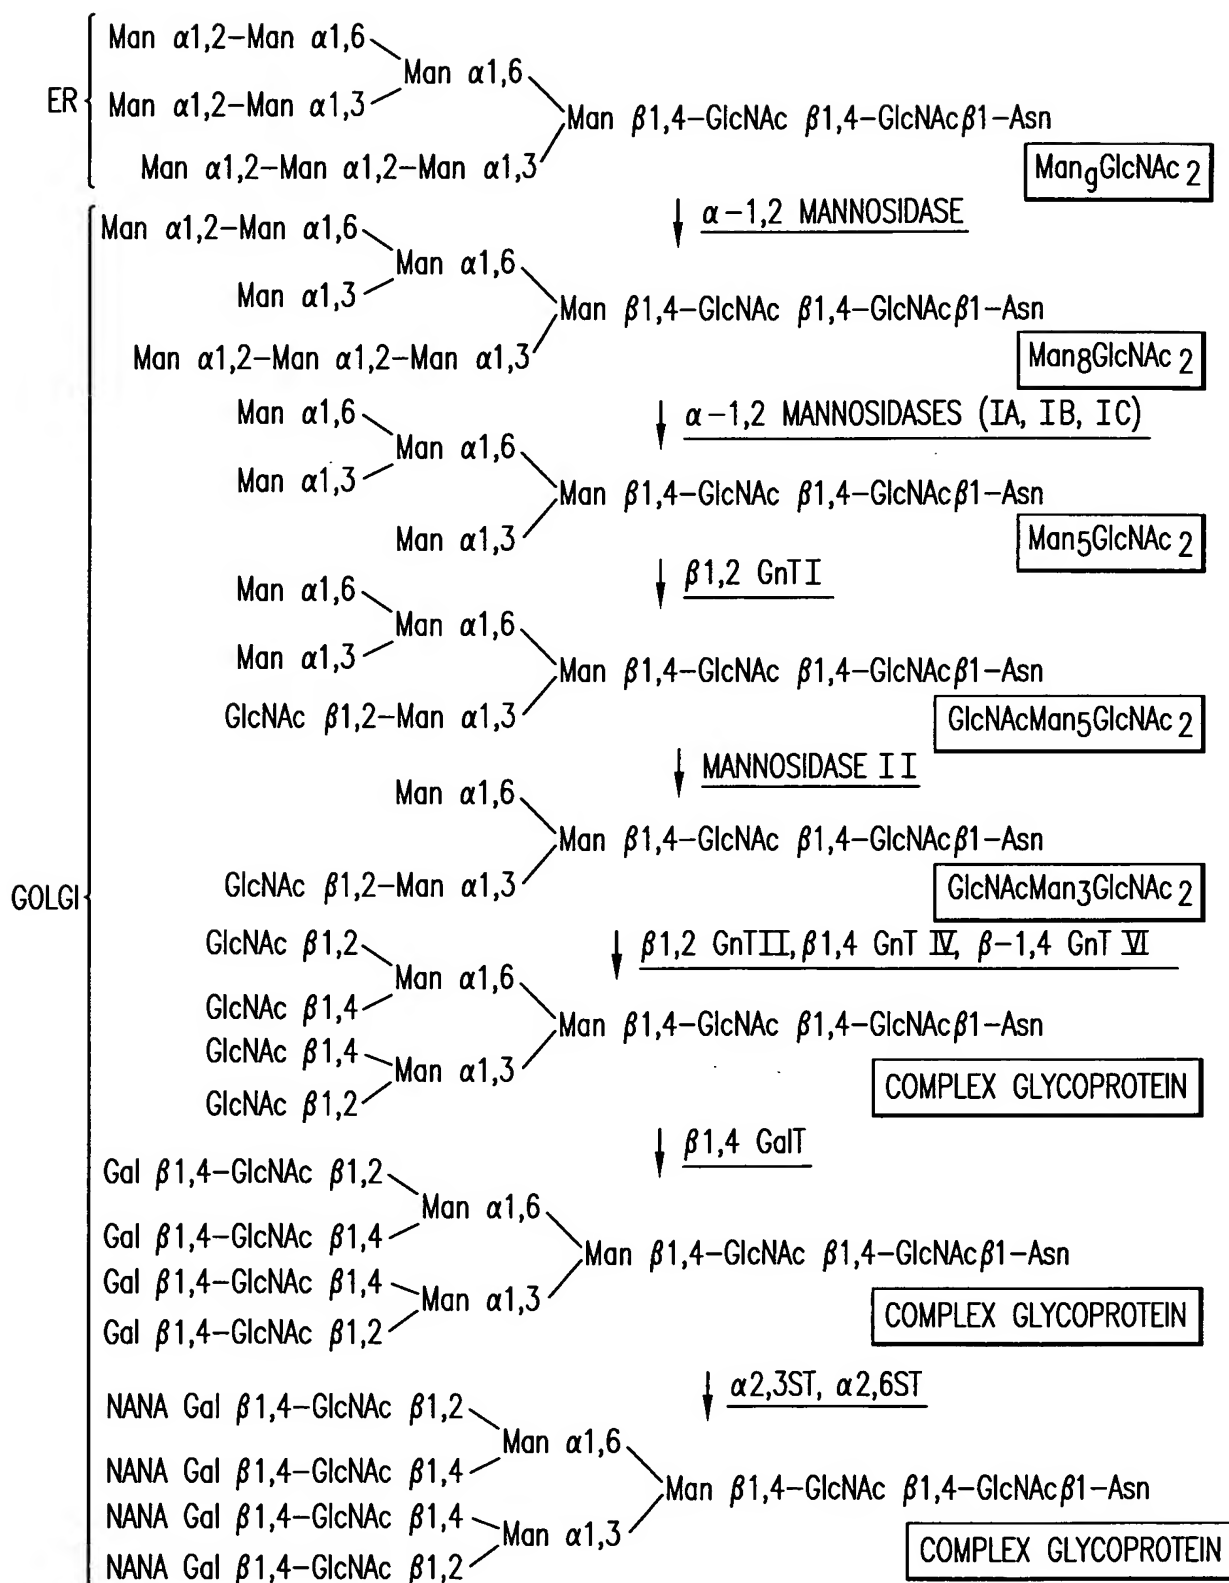 ER
Man α1,2–Man α1,6
Man α1,6
Man α1,2–Man α1,3
Man β1,4–GlcNAc β1,4–GlcNAcβ1–Asn
Man α1,2–Man α1,2–Man α1,3
Man9GlcNAc2
α–1,2 MANNOSIDASE
GOLGI
Man α1,2–Man α1,6
Man α1,6
Man α1,3
Man β1,4–GlcNAc β1,4–GlcNAcβ1–Asn
Man α1,2–Man α1,2–Man α1,3
Man8GlcNAc2
α–1,2 MANNOSIDASES (IA, IB, IC)
Man α1,6
Man α1,6
Man α1,3
Man β1,4–GlcNAc β1,4–GlcNAcβ1–Asn
Man α1,3
Man5GlcNAc2
β1,2 GnTI
Man α1,6
Man α1,6
Man α1,3
Man β1,4–GlcNAc β1,4–GlcNAcβ1–Asn
GlcNAc β1,2–Man α1,3
GlcNAcMan5GlcNAc2
MANNOSIDASE II
Man α1,6
Man β1,4–GlcNAc β1,4–GlcNAcβ1–Asn
GlcNAc β1,2–Man α1,3
GlcNAcMan3GlcNAc2
β1,2 GnTII, β1,4 GnT IV, β–1,4 GnT VI
GlcNAc β1,2
Man α1,6
GlcNAc β1,4
Man β1,4–GlcNAc β1,4–GlcNAcβ1–Asn
GlcNAc β1,4
Man α1,3
GlcNAc β1,2
COMPLEX GLYCOPROTEIN
β1,4 GalT
Gal β1,4–GlcNAc β1,2
Man α1,6
Gal β1,4–GlcNAc β1,4
Man β1,4–GlcNAc β1,4–GlcNAcβ1–Asn
Gal β1,4–GlcNAc β1,4
Man α1,3
Gal β1,4–GlcNAc β1,2
COMPLEX GLYCOPROTEIN
α2,3ST, α2,6ST
NANA Gal β1,4–GlcNAc β1,2
Man α1,6
NANA Gal β1,4–GlcNAc β1,4
Man β1,4–GlcNAc β1,4–GlcNAcβ1–Asn
NANA Gal β1,4–GlcNAc β1,4
Man α1,3
NANA Gal β1,4–GlcNAc β1,2
COMPLEX GLYCOPROTEIN